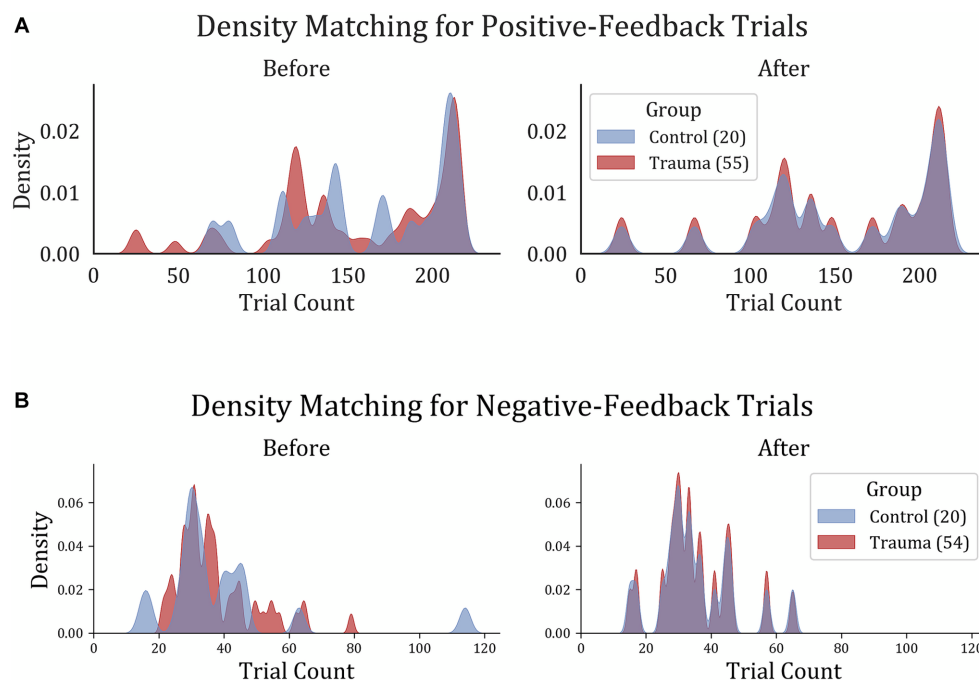 A
Density Matching for Positive-Feedback Trials
Before
After
Density
0.02
0.01
0.00
0 50 100 150 200
Trial Count
Group
Control (20)
Trauma (55)
0.02
0.01
0.00
0 50 100 150 200
Trial Count
B
Density Matching for Negative-Feedback Trials
Before
After
Density
0.06
0.04
0.02
0.00
0 20 40 60 80 100 120
Trial Count
Group
Control (20)
Trauma (54)
0.06
0.04
0.02
0.00
0 20 40 60 80 100 120
Trial Count